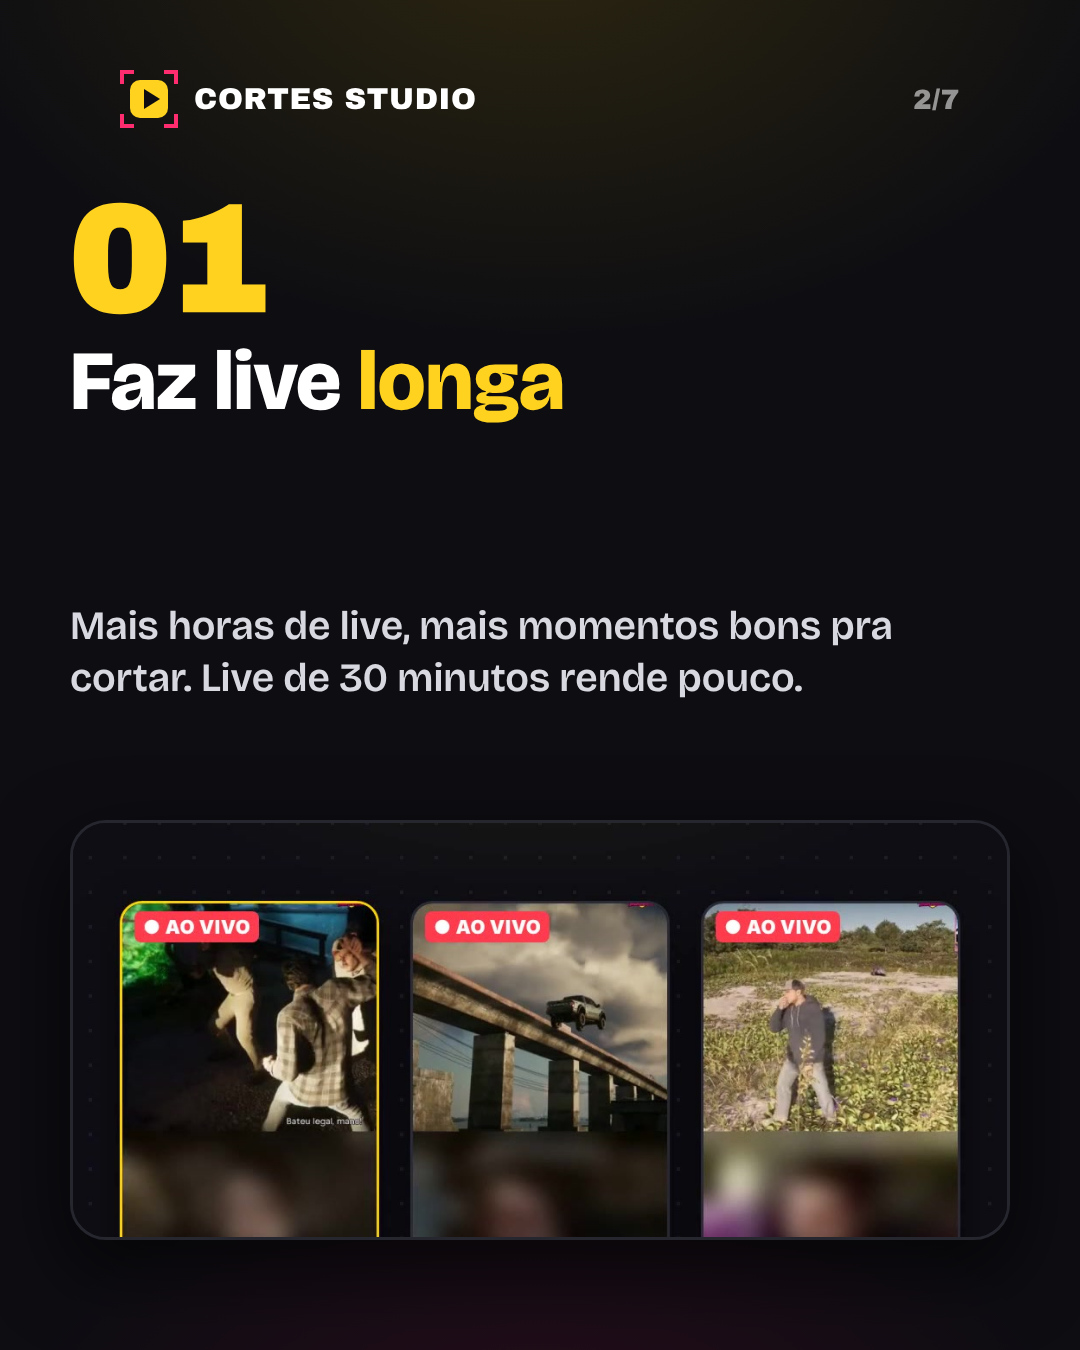 CORTES STUDIO
2/7
01
Faz live longa
Mais horas de live, mais momentos bons pra
cortar. Live de 30 minutos rende pouco.
AO VIVO
AO VIVO
AO VIVO
Bateu legal, mano!